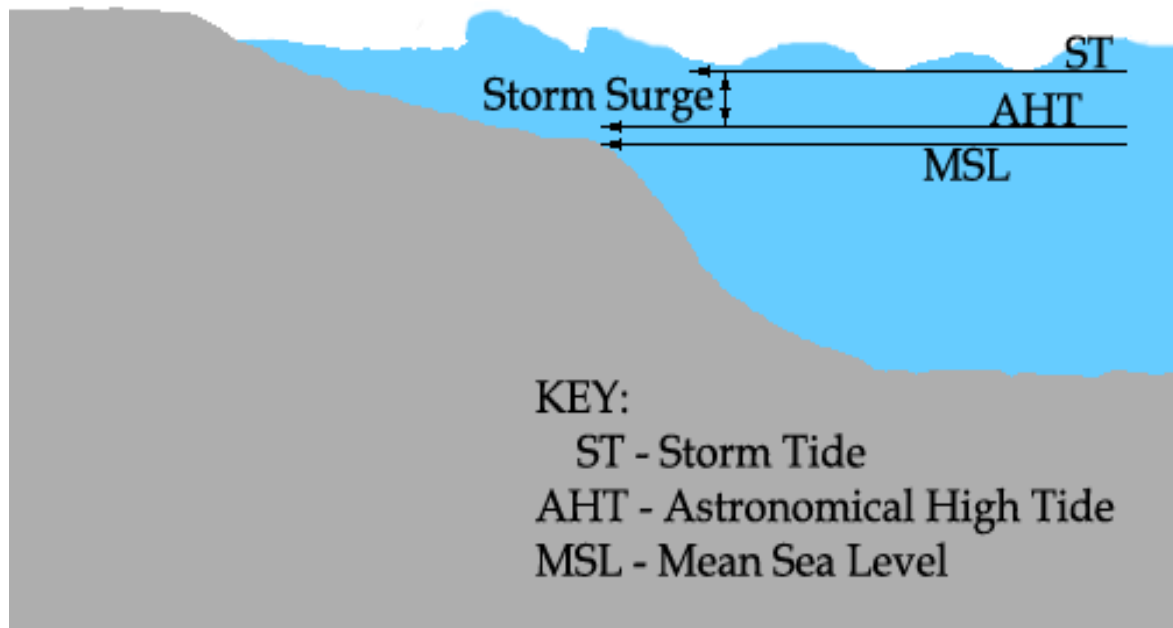 ST
Storm Surge
AHT
MSL
KEY:
ST - Storm Tide
AHT - Astronomical High Tide
MSL - Mean Sea Level